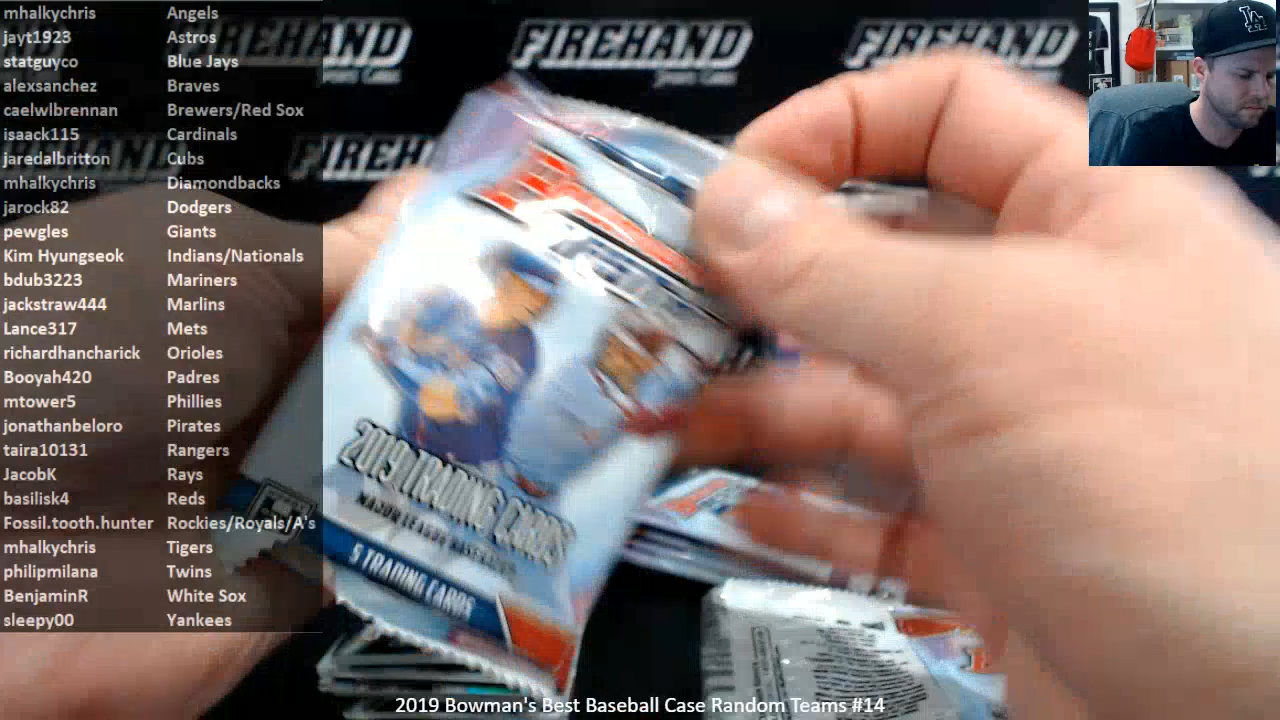 mhalkychris Angels
jayt1923 Astros
statguyco Blue Jays
alexsanchez Braves
caelwlbrennan Brewers/Red Sox
isaack115 Cardinals
jaredalbritton Cubs
mhalkychris Diamondbacks
jarock82 Dodgers
pewgles Giants
Kim Hyungseok Indians/Nationals
bdub3223 Mariners
jackstraw444 Marlins
Lance317 Mets
richardhancharick Orioles
Booyah420 Padres
mtower5 Phillies
jonathanbeloro Pirates
taira10131 Rangers
JacobK Rays
basilisk4 Reds
Fossil.tooth.hunter Rockies/Royals/A's
mhalkychris Tigers
philipmilana Twins
BenjaminR White Sox
sleepy00 Yankees
FIREHAND
FIREHAND
FIREHAND
LA
2019 TRADING CARDS
MAJOR LEAGUE BASEBALL
5 TRADING CARDS
2019 Bowman's Best Baseball Case Random Teams #14